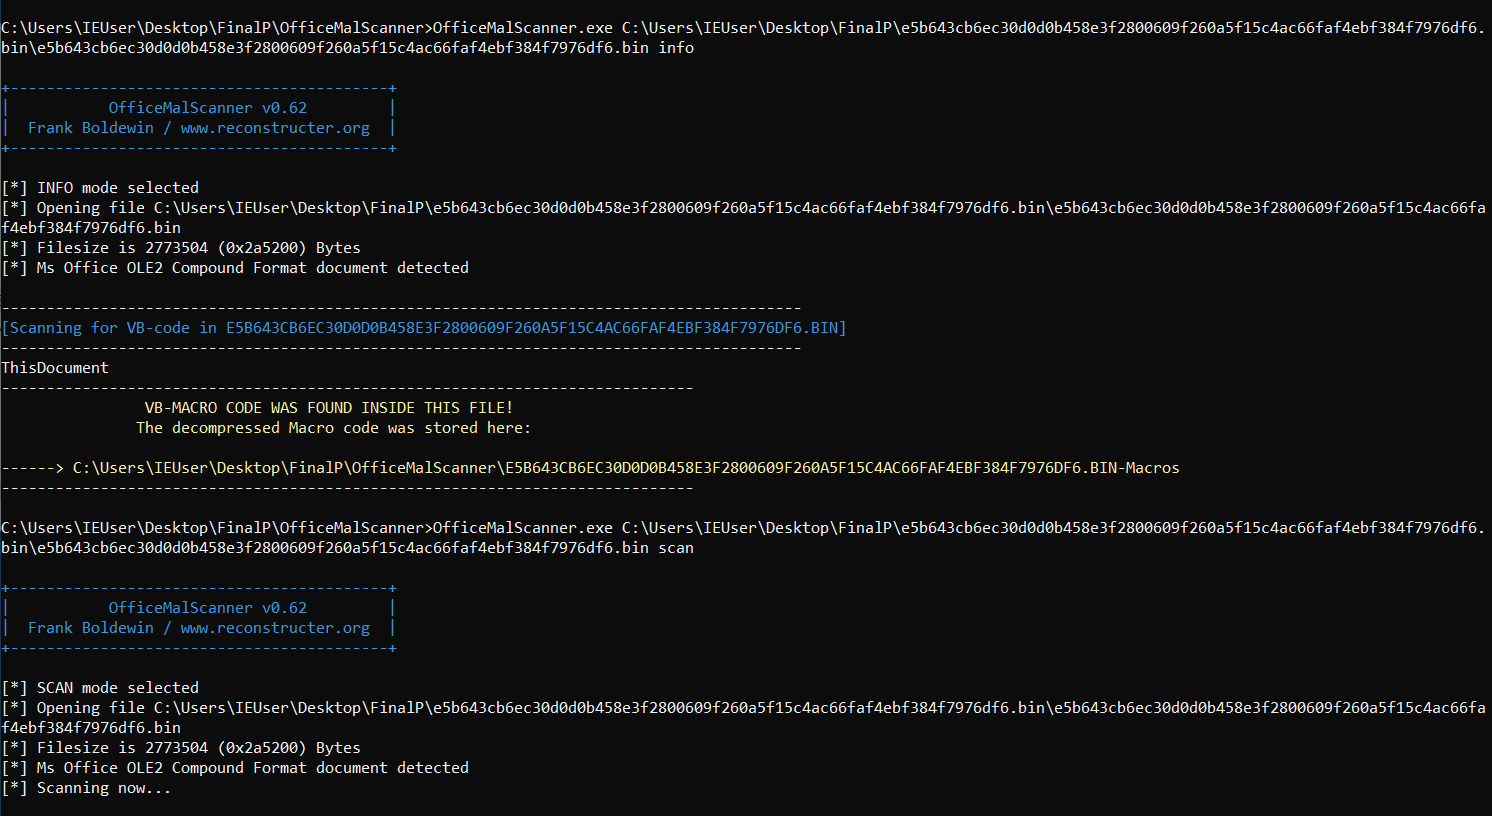 C:\Users\IEUser\Desktop\FinalP\OfficeMalScanner>OfficeMalScanner.exe C:\Users\IEUser\Desktop\FinalP\e5b643cb6ec30d0d0b458e3f2800609f260a5f15c4ac66faf4ebf384f7976df6.
bin\e5b643cb6ec30d0d0b458e3f2800609f260a5f15c4ac66faf4ebf384f7976df6.bin info
+------------------------------------------+
|           OfficeMalScanner v0.62         |
|  Frank Boldewin / www.reconstructer.org  |
+------------------------------------------+
[*] INFO mode selected
[*] Opening file C:\Users\IEUser\Desktop\FinalP\e5b643cb6ec30d0d0b458e3f2800609f260a5f15c4ac66faf4ebf384f7976df6.bin\e5b643cb6ec30d0d0b458e3f2800609f260a5f15c4ac66fa
f4ebf384f7976df6.bin
[*] Filesize is 2773504 (0x2a5200) Bytes
[*] Ms Office OLE2 Compound Format document detected
-----------------------------------------------------------------------------------------
[Scanning for VB-code in E5B643CB6EC30D0D0B458E3F2800609F260A5F15C4AC66FAF4EBF384F7976DF6.BIN]
-----------------------------------------------------------------------------------------
ThisDocument
-----------------------------------------------------------------------------
                VB-MACRO CODE WAS FOUND INSIDE THIS FILE!
               The decompressed Macro code was stored here:
------> C:\Users\IEUser\Desktop\FinalP\OfficeMalScanner\E5B643CB6EC30D0D0B458E3F2800609F260A5F15C4AC66FAF4EBF384F7976DF6.BIN-Macros
-----------------------------------------------------------------------------
C:\Users\IEUser\Desktop\FinalP\OfficeMalScanner>OfficeMalScanner.exe C:\Users\IEUser\Desktop\FinalP\e5b643cb6ec30d0d0b458e3f2800609f260a5f15c4ac66faf4ebf384f7976df6.
bin\e5b643cb6ec30d0d0b458e3f2800609f260a5f15c4ac66faf4ebf384f7976df6.bin scan
+------------------------------------------+
|           OfficeMalScanner v0.62         |
|  Frank Boldewin / www.reconstructer.org  |
+------------------------------------------+
[*] SCAN mode selected
[*] Opening file C:\Users\IEUser\Desktop\FinalP\e5b643cb6ec30d0d0b458e3f2800609f260a5f15c4ac66faf4ebf384f7976df6.bin\e5b643cb6ec30d0d0b458e3f2800609f260a5f15c4ac66fa
f4ebf384f7976df6.bin
[*] Filesize is 2773504 (0x2a5200) Bytes
[*] Ms Office OLE2 Compound Format document detected
[*] Scanning now...